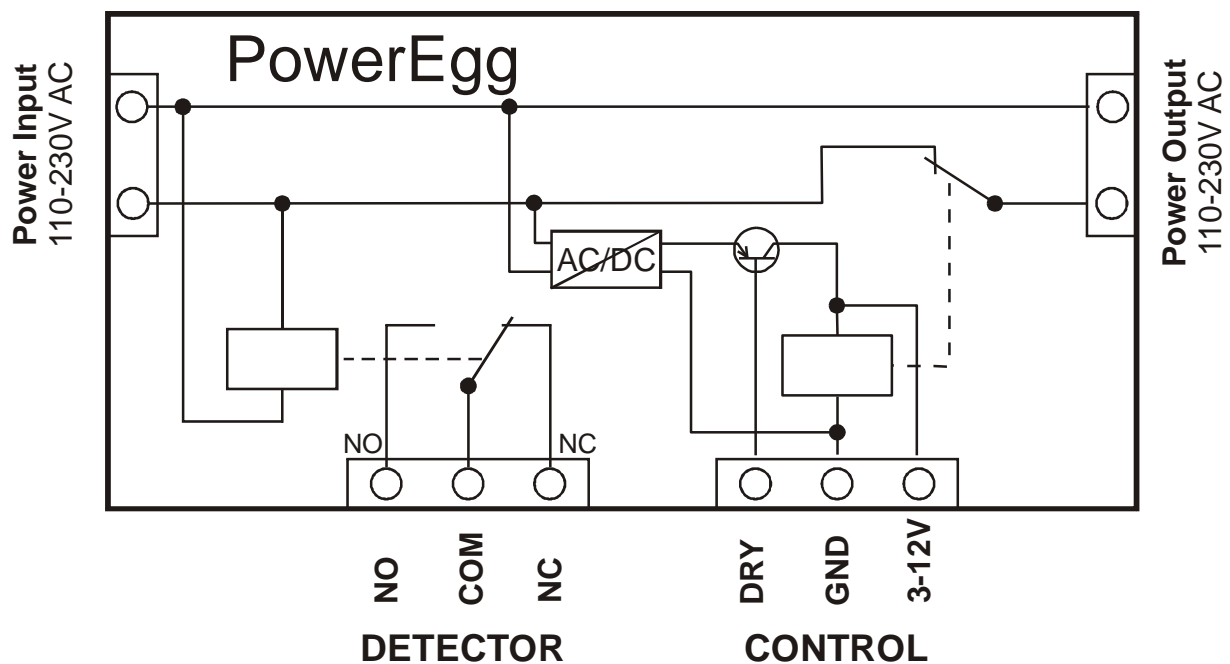 PowerEgg
Power Input
110-230V AC
Power Output
110-230V AC
AC/DC
NO
NC
NO
COM
NC
DRY
GND
3-12V
DETECTOR
CONTROL